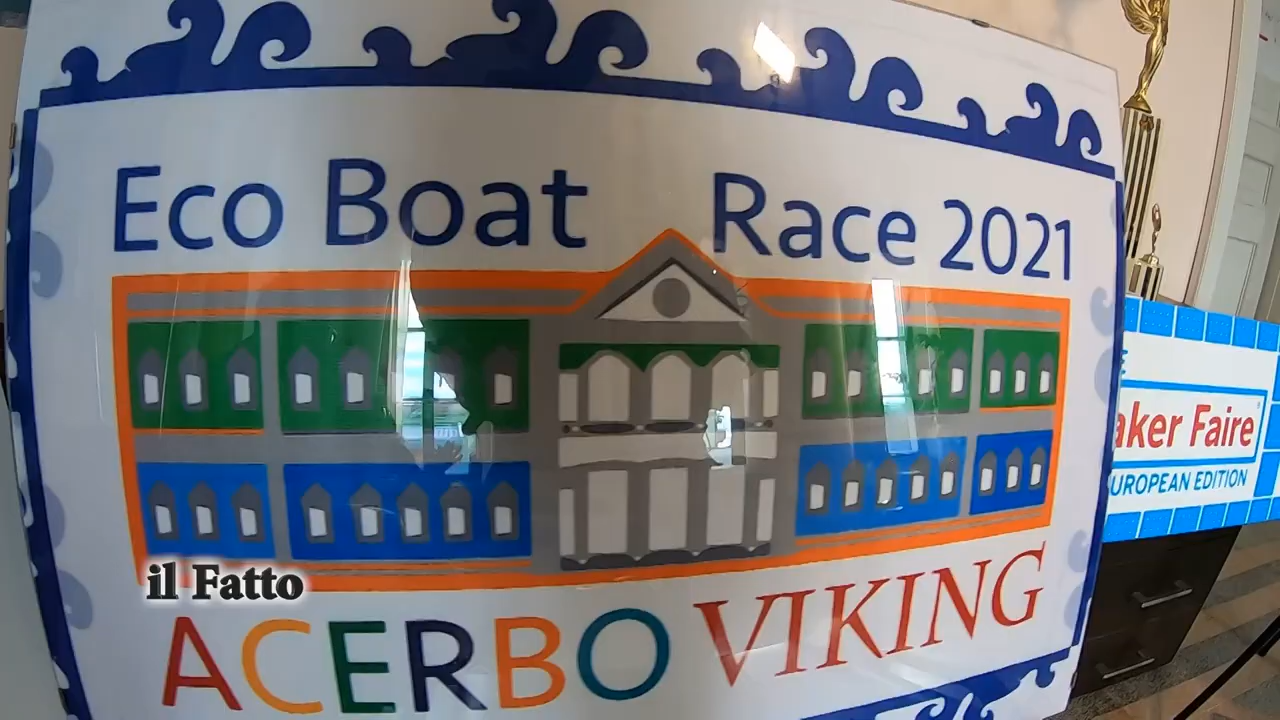 Eco Boat Race 2021
il Fatto
ACERBO VIKING
aker Faire
UROPEAN EDITION